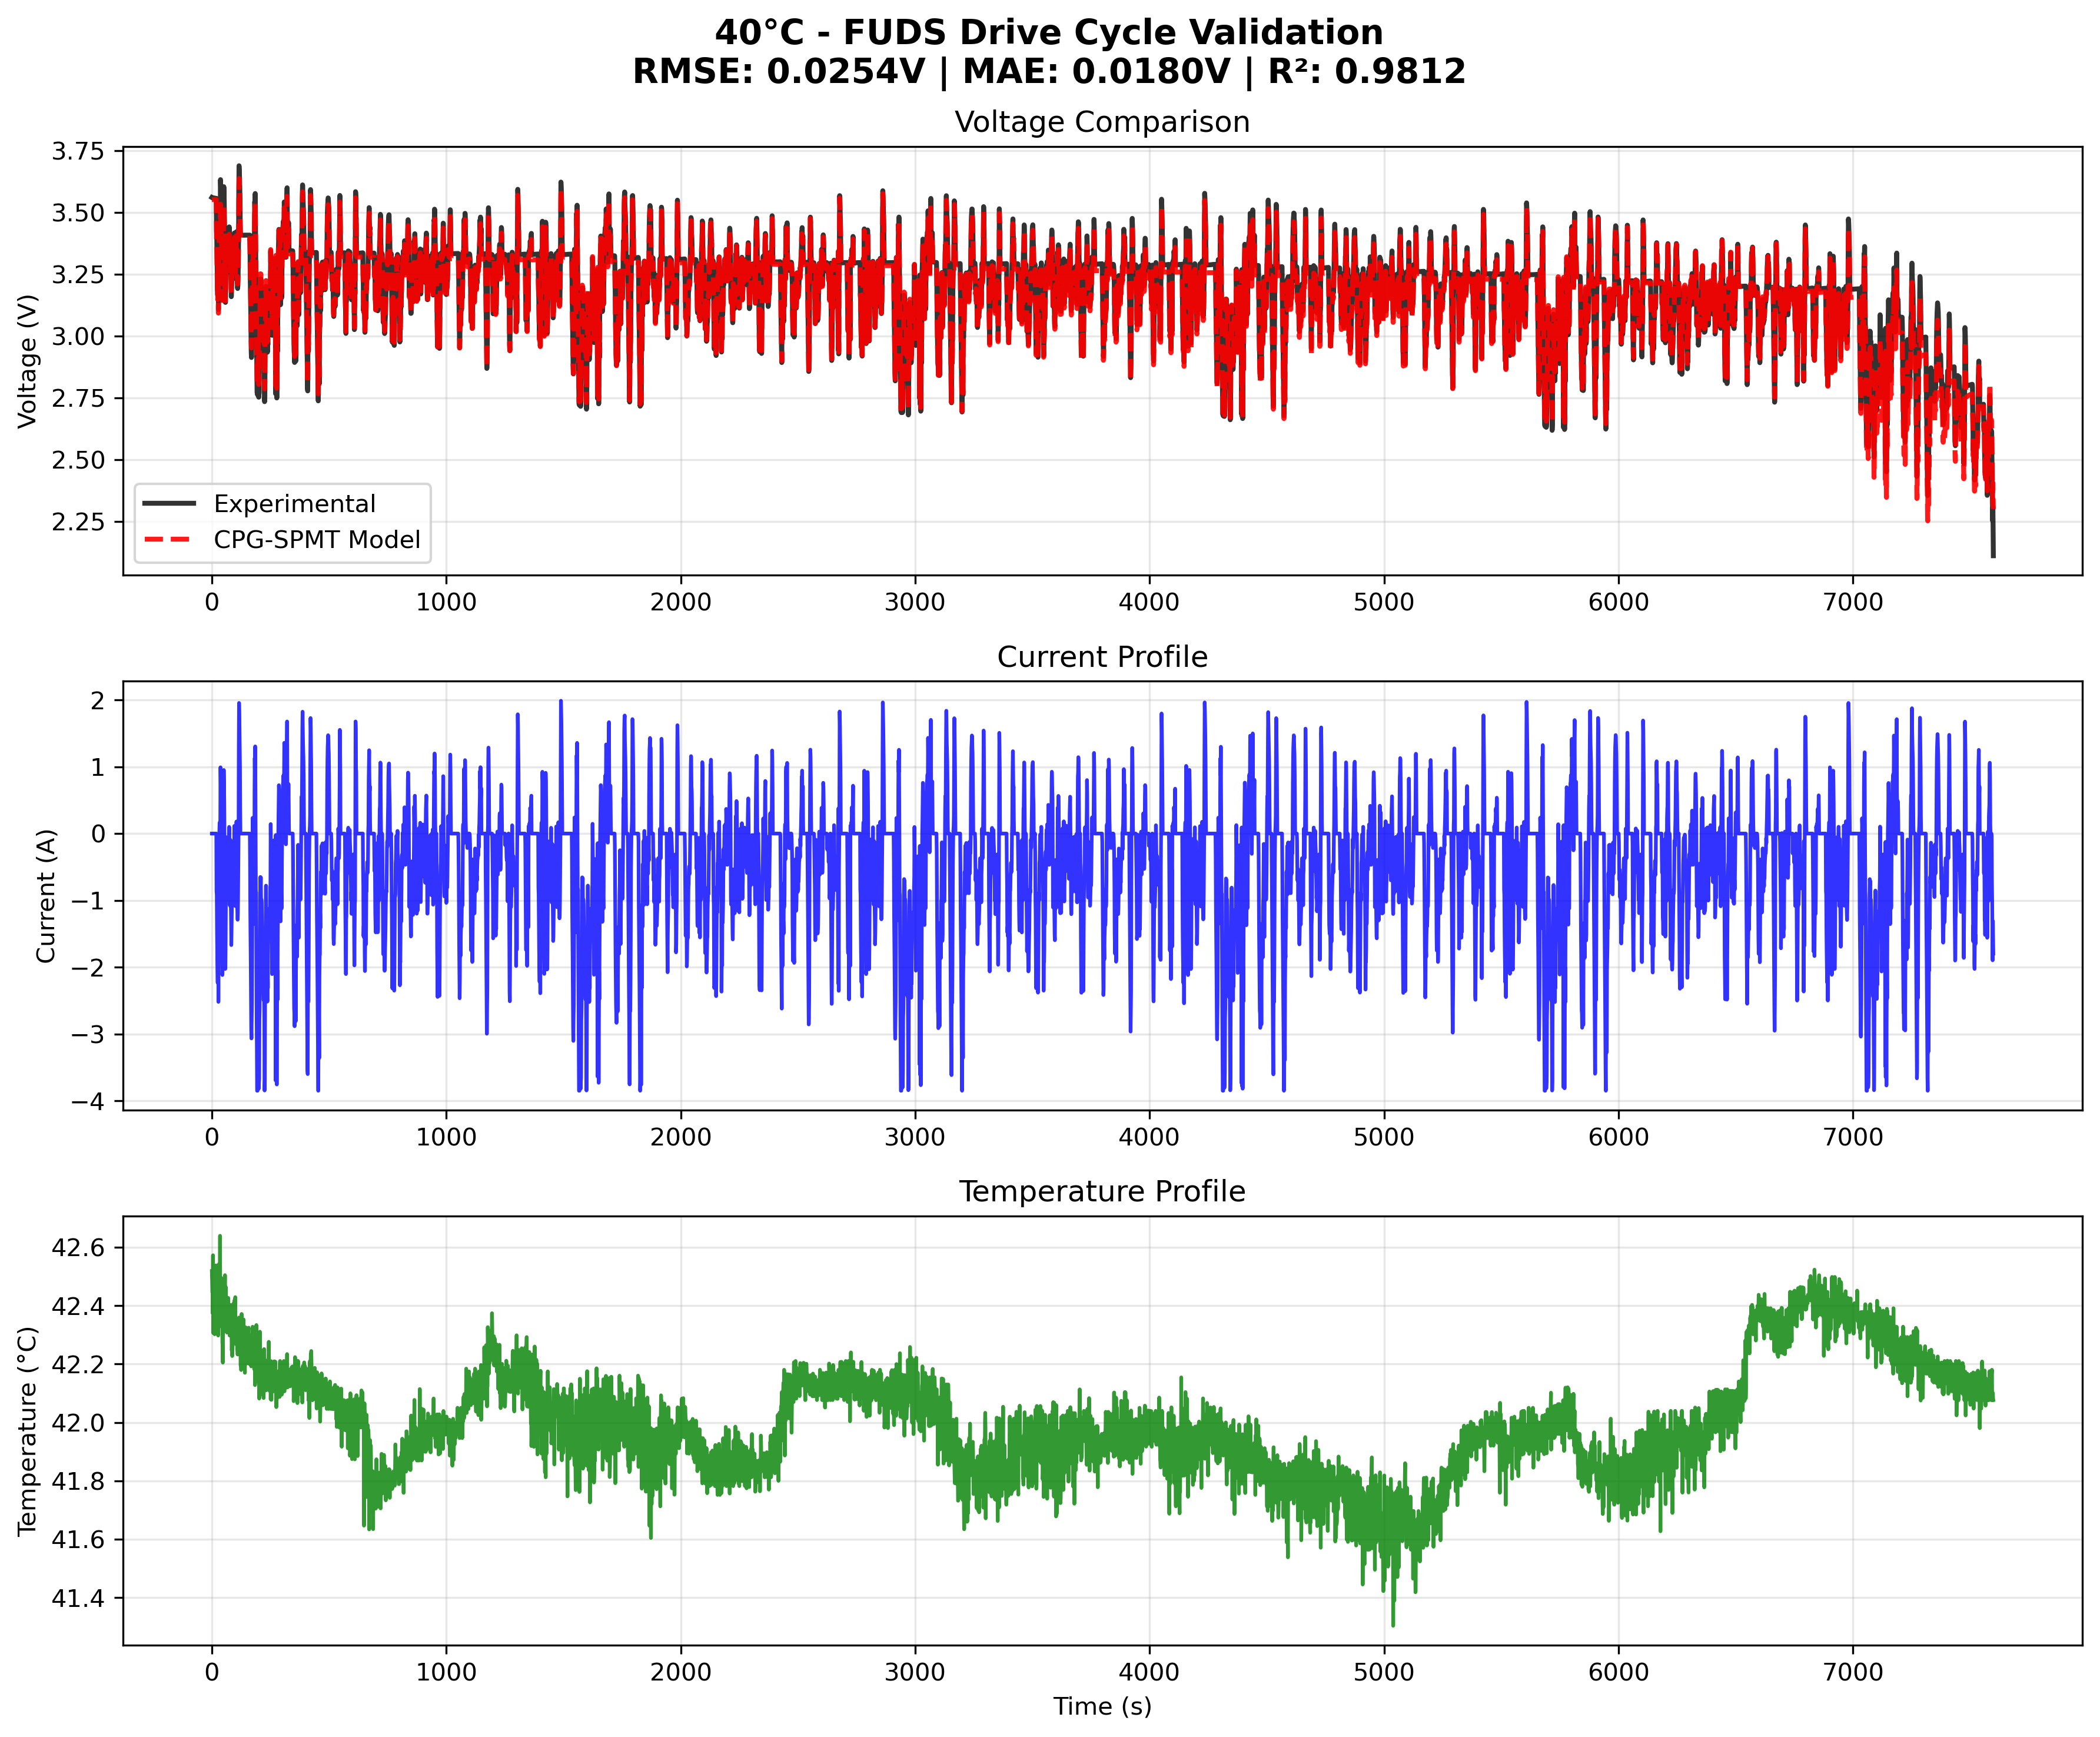 40°C - FUDS Drive Cycle Validation
RMSE: 0.0254V | MAE: 0.0180V | R²: 0.9812
Voltage Comparison
Voltage (V)
3.75
3.50
3.25
3.00
2.75
2.50
2.25
Experimental
CPG-SPMT Model
0 1000 2000 3000 4000 5000 6000 7000
Current Profile
Current (A)
2
1
0
−1
−2
−3
−4
0 1000 2000 3000 4000 5000 6000 7000
Temperature Profile
Temperature (°C)
42.6
42.4
42.2
42.0
41.8
41.6
41.4
0 1000 2000 3000 4000 5000 6000 7000
Time (s)